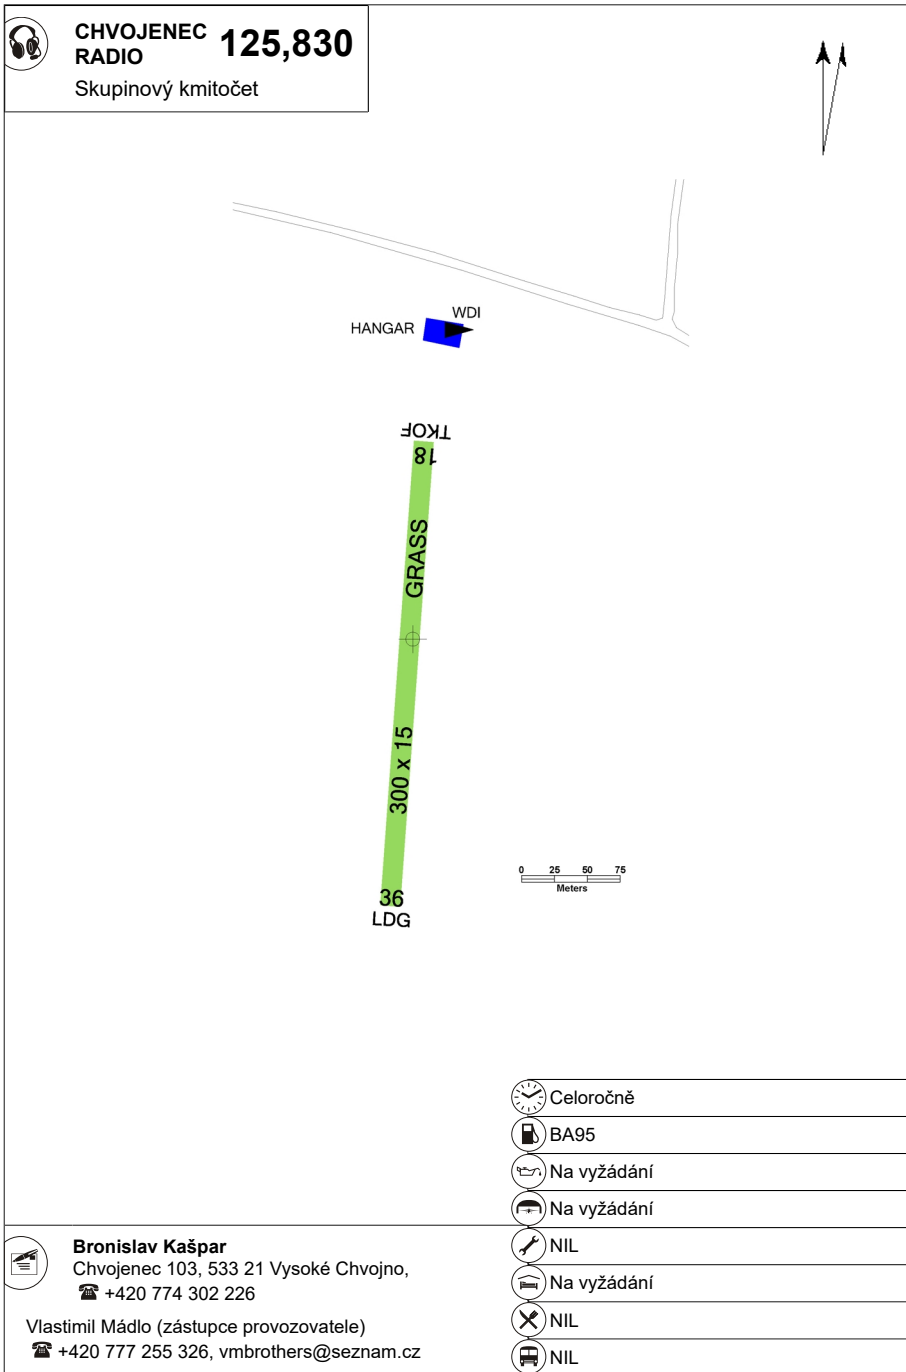 CHVOJENEC
RADIO
125,830
Skupinový kmitočet
WDI
HANGAR
TKOF
18
GRASS
300 x 15
36
LDG
0 25 50 75
Meters
Celoročně
BA95
Na vyžádání
Na vyžádání
NIL
Na vyžádání
NIL
NIL
Bronislav Kašpar
Chvojenec 103, 533 21 Vysoké Chvojno,
☎ +420 774 302 226
Vlastimil Mádlo (zástupce provozovatele)
☎ +420 777 255 326, vmbrothers@seznam.cz